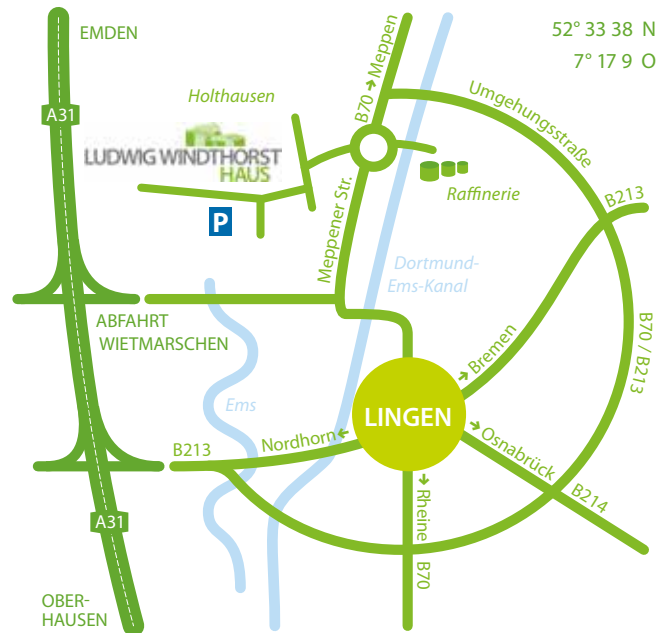 EMDEN
52° 33 38 N
7° 17 9 O
A31
Holthausen
B70 → Meppen
Umgehungsstraße
LUDWIG WINDTHORST
HAUS
Raffinerie
B213
P
Meppener Str.
Dortmund-
Ems-Kanal
ABFAHRT
WIETMARSCHEN
B70 / B213
→ Bremen
Ems
LINGEN
B213
Nordhorn ←
→ Osnabrück
B214
→ Rheine
B70
A31
OBER-
HAUSEN